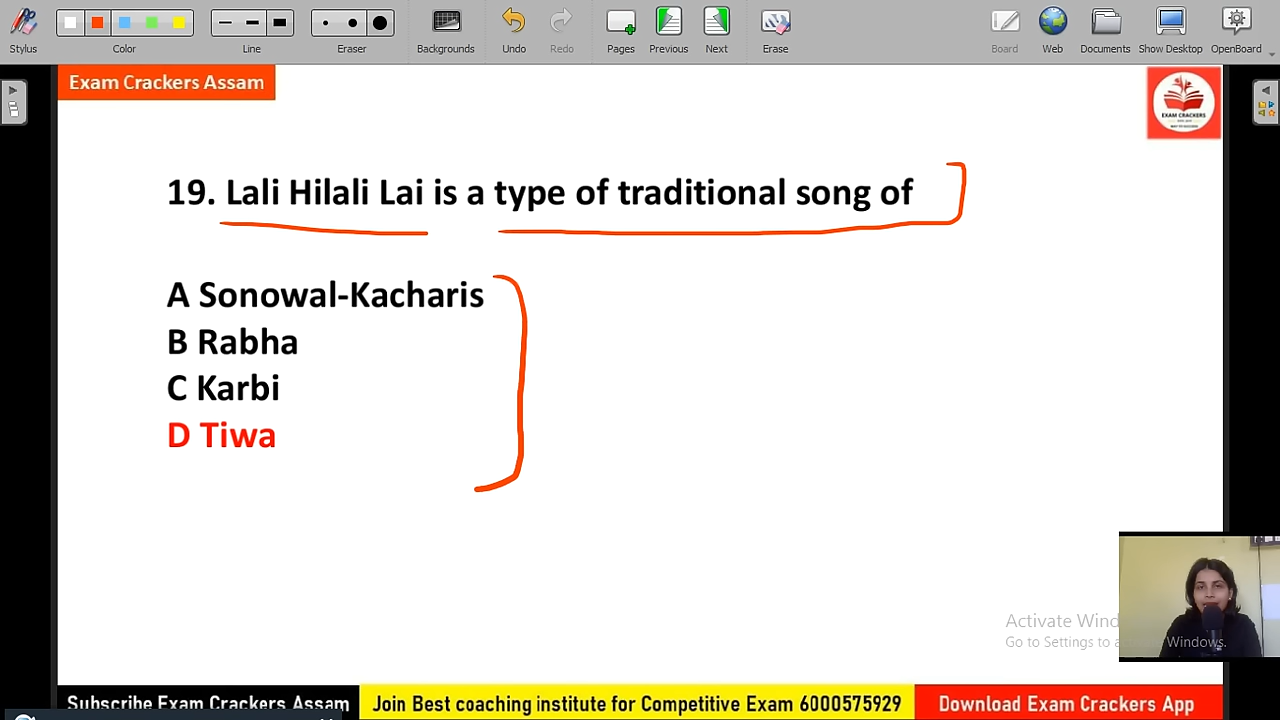 Stylus Color Line Eraser Backgrounds Undo Redo Pages Previous Next Erase Board Web Documents Show Desktop OpenBoard
Exam Crackers Assam
EXAM CRACKERS
19. Lali Hilali Lai is a type of traditional song of
A Sonowal-Kacharis
B Rabha
C Karbi
D Tiwa
Activate Wind
Go to Settings to a Windows.
Subscribe Exam Crackers Assam Join Best coaching institute for Competitive Exam 6000575929 Download Exam Crackers App